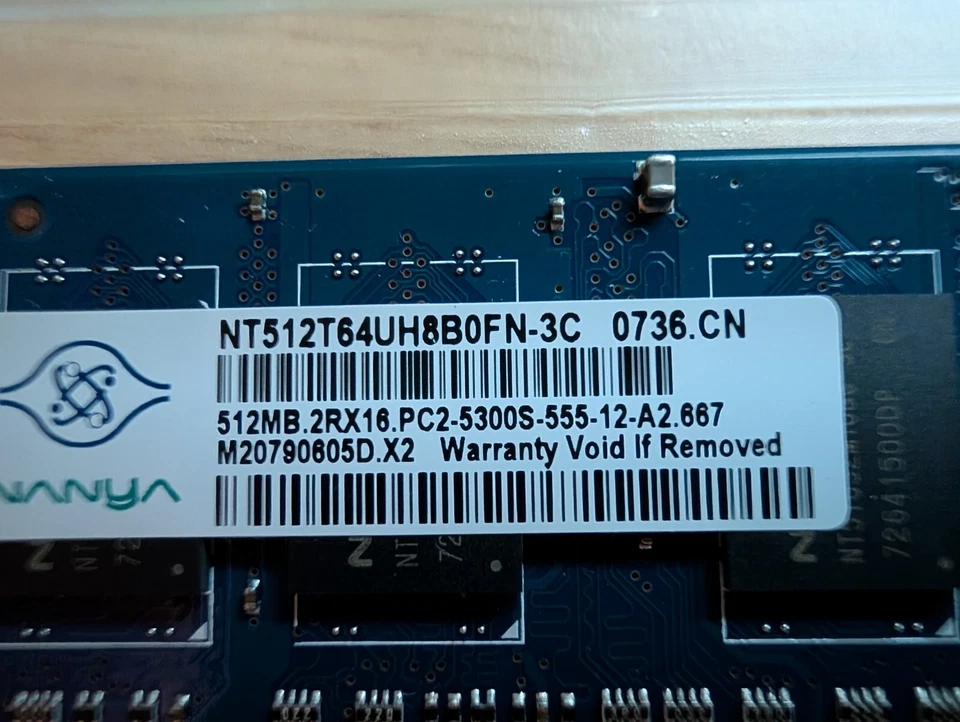 NT512T64UH8B0FN-3C 0736.CN
512MB.2RX16.PC2-5300S-555-12-A2.667
M20790605D.X2 Warranty Void If Removed
NANYA